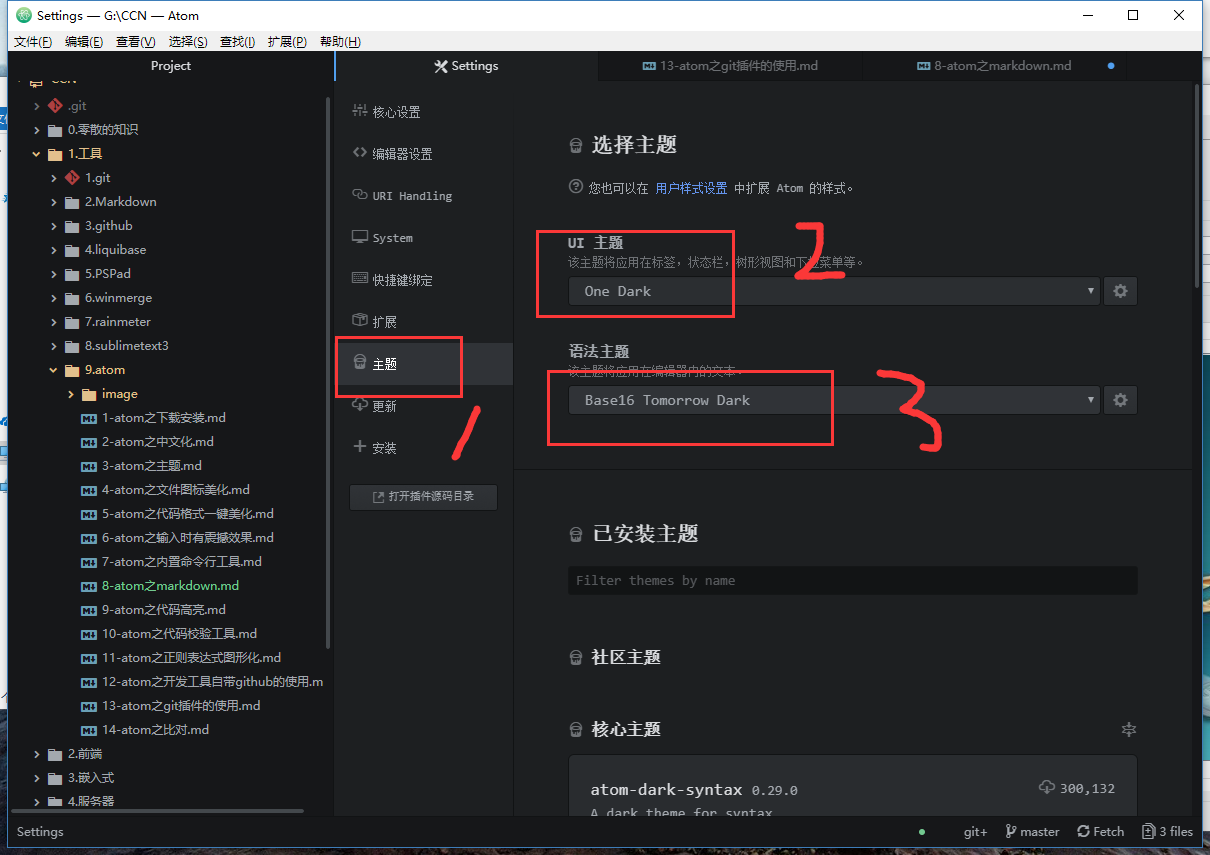 Settings — G:\CCN — Atom
文件(F) 编辑(E) 查看(V) 选择(S) 查找(I) 扩展(P) 帮助(H)
Project
.git
0.零散的知识
1.工具
1.git
2.Markdown
3.github
4.liquibase
5.PSPad
6.winmerge
7.rainmeter
8.sublimetext3
9.atom
image
1-atom之下载安装.md
2-atom之中文化.md
3-atom之主题.md
4-atom之文件图标美化.md
5-atom之代码格式一键美化.md
6-atom之输入时有震撼效果.md
7-atom之内置命令行工具.md
8-atom之markdown.md
9-atom之代码高亮.md
10-atom之代码校验工具.md
11-atom之正则表达式图形化.md
12-atom之开发工具自带github的使用.m
13-atom之git插件的使用.md
14-atom之比对.md
2.前端
3.嵌入式
4.服务器
Settings
13-atom之git插件的使用.md
8-atom之markdown.md
核心设置
编辑器设置
URI Handling
System
快捷键绑定
扩展
主题
更新
安装
打开插件源码目录
1
选择主题
您也可以在 用户样式设置 中扩展 Atom 的样式。
UI 主题
该主题将应用在标签，状态栏，树形视图和下拉菜单等。
One Dark
2
语法主题
该主题将应用在编辑器内的文本。
Base16 Tomorrow Dark
3
已安装主题
Filter themes by name
社区主题
核心主题
atom-dark-syntax 0.29.0
300,132
A dark theme for syntax
Settings
git+
master
Fetch
3 files